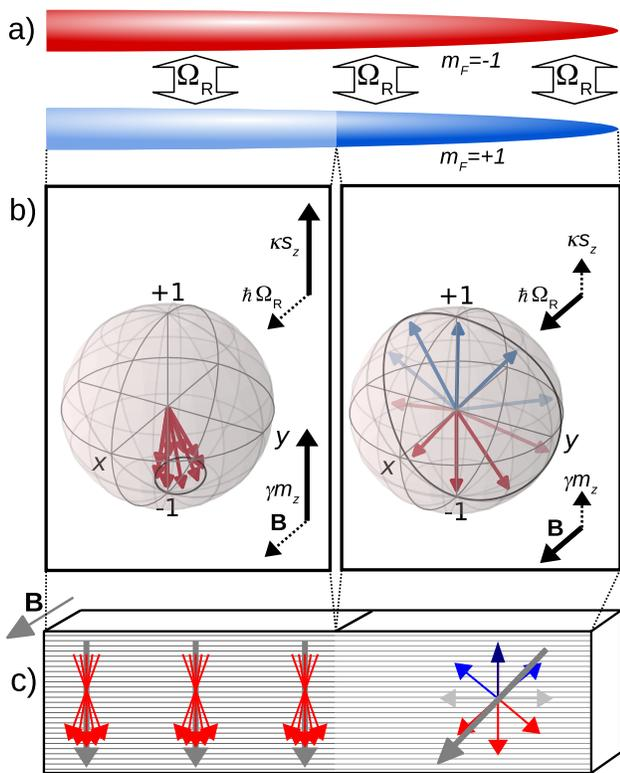 a)
m_F=-1
Ω_R Ω_R Ω_R
m_F=+1
b)
κs_z
ħΩ_R
+1
x
y
-1
γm_z
B
κs_z
ħΩ_R
+1
x
y
-1
γm_z
B
B
c)